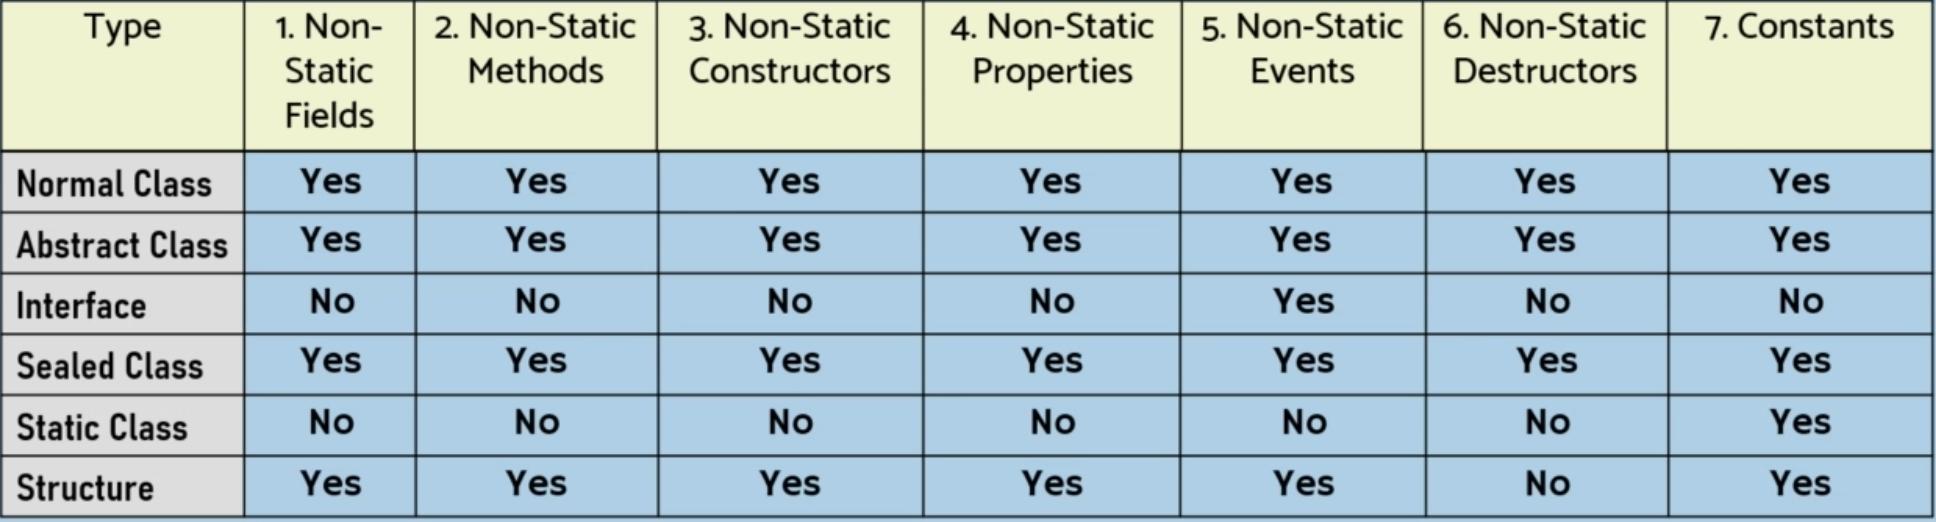 Type 1. Non-Static Fields 2. Non-Static Methods 3. Non-Static Constructors 4. Non-Static Properties 5. Non-Static Events 6. Non-Static Destructors 7. Constants
Normal Class Yes Yes Yes Yes Yes Yes Yes
Abstract Class Yes Yes Yes Yes Yes Yes Yes
Interface No No No No Yes No No
Sealed Class Yes Yes Yes Yes Yes Yes Yes
Static Class No No No No No No Yes
Structure Yes Yes Yes Yes Yes No Yes